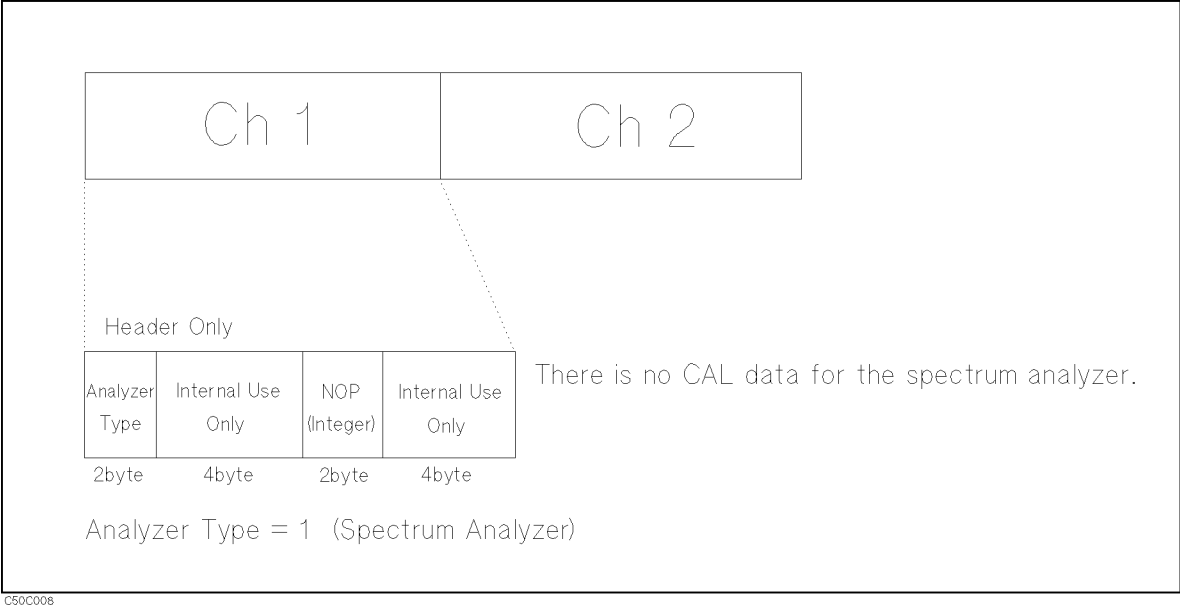 Ch 1
Ch 2
Header Only
Analyzer Type
Internal Use Only
NOP (Integer)
Internal Use Only
There is no CAL data for the spectrum analyzer.
2byte
4byte
2byte
4byte
Analyzer Type = 1 (Spectrum Analyzer)
C50C008